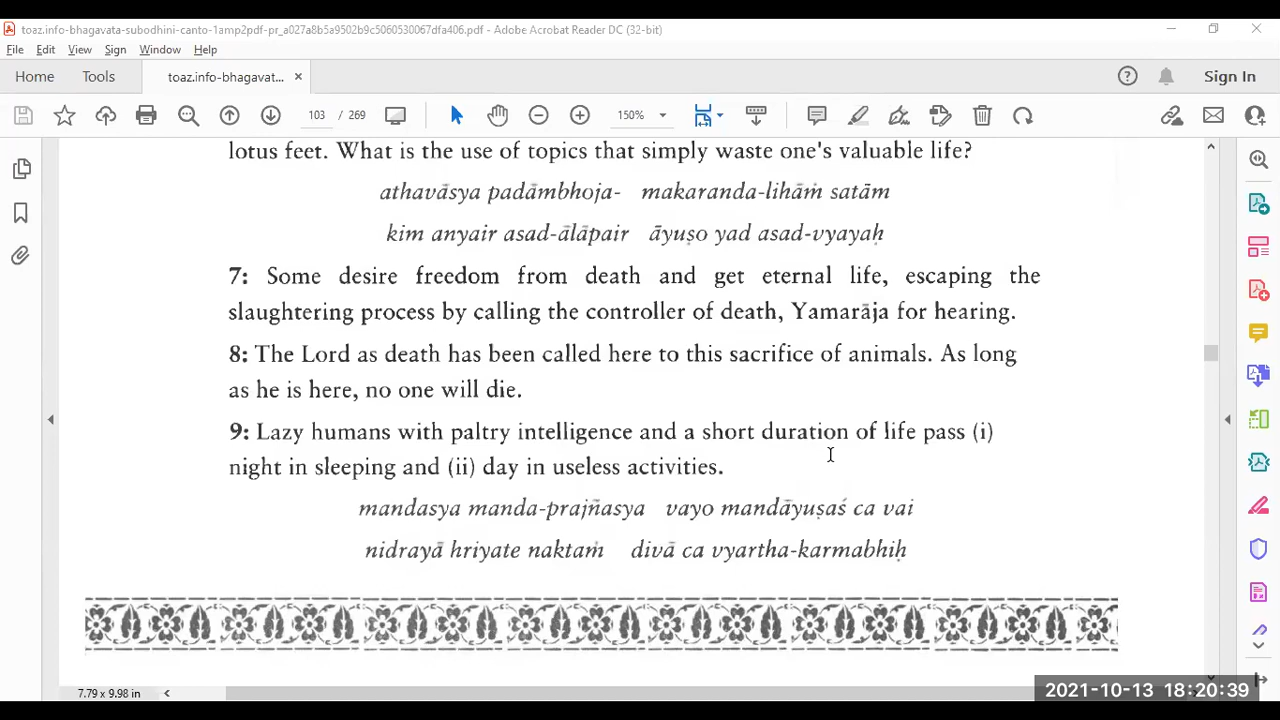 toaz.info-bhagavata-subodhini-canto-1amp2pdf-pr_a027a8b5a9502b9c5060530067dfa406.pdf - Adobe Acrobat Reader DC (32-bit)
File Edit View Sign Window Help
Home Tools toaz.info-bhagavat... × Sign In
103 / 269 150%
lotus feet. What is the use of topics that simply waste one's valuable life?
athavāsya padāmbhoja- makaranda-lihāṁ satām
kim anyair asad-ālāpair āyuṣo yad asad-vyayaḥ
7: Some desire freedom from death and get eternal life, escaping the
slaughtering process by calling the controller of death, Yamarāja for hearing.
8: The Lord as death has been called here to this sacrifice of animals. As long
as he is here, no one will die.
9: Lazy humans with paltry intelligence and a short duration of life pass (i)
night in sleeping and (ii) day in useless activities.
mandasya manda-prajñasya vayo mandāyuṣaś ca vai
nidrayā hriyate naktaṁ divā ca vyartha-karmabhiḥ
7.79 x 9.98 in
2021-10-13 18:20:39